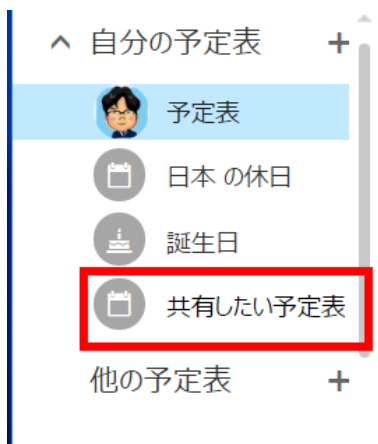 自分の予定表
予定表
日本 の休日
誕生日
共有したい予定表
他の予定表